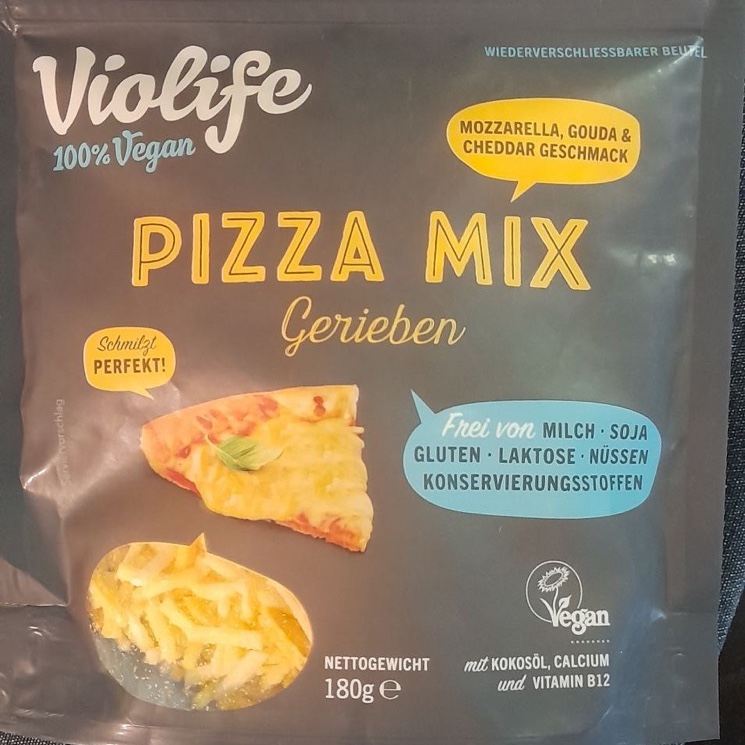 WIEDERVERSCHLIESSBARER BEUTEL
Violife
100% Vegan
MOZZARELLA, GOUDA &
CHEDDAR GESCHMACK
PIZZA MIX
Gerieben
Schmilzt
PERFEKT!
Serviervorschlag
Frei von MILCH · SOJA
GLUTEN · LAKTOSE · NÜSSEN
KONSERVIERUNGSSTOFFEN
Vegan
NETTOGEWICHT
180g ℮
mit KOKOSÖL, CALCIUM
und VITAMIN B12